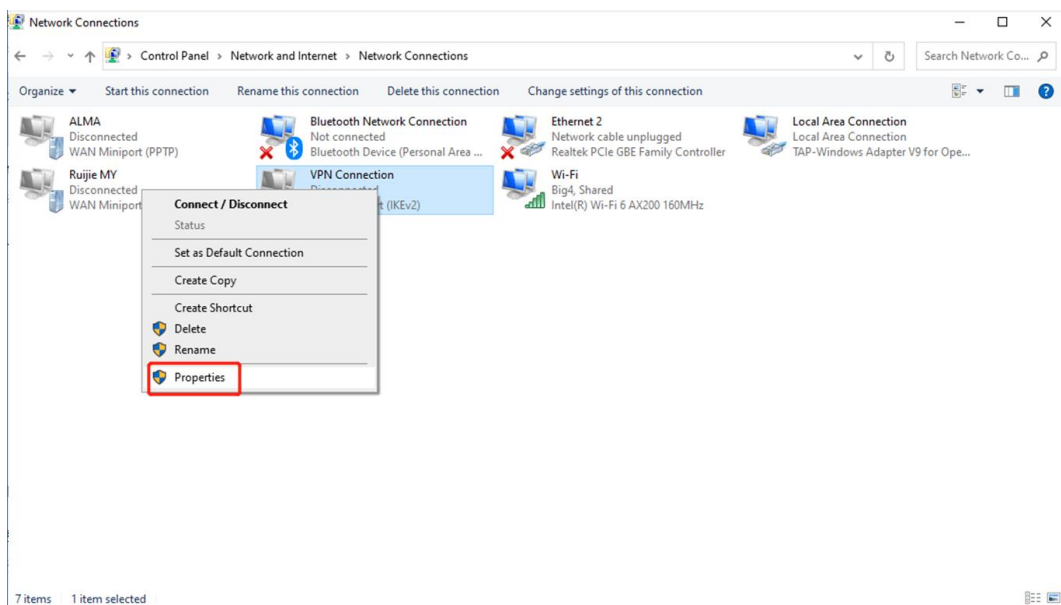 Network Connections
Control Panel > Network and Internet > Network Connections
Search Network Co...
Organize
Start this connection
Rename this connection
Delete this connection
Change settings of this connection
ALMA
Disconnected
WAN Miniport (PPTP)
Bluetooth Network Connection
Not connected
Bluetooth Device (Personal Area ...
Ethernet 2
Network cable unplugged
Realtek PCIe GBE Family Controller
Local Area Connection
Local Area Connection
TAP-Windows Adapter V9 for Ope...
Ruijie MY
Disconnected
WAN Miniport
VPN Connection
Disconnected
(IKEv2)
Wi-Fi
Big4, Shared
Intel(R) Wi-Fi 6 AX200 160MHz
Connect / Disconnect
Status
Set as Default Connection
Create Copy
Create Shortcut
Delete
Rename
Properties
7 items
1 item selected